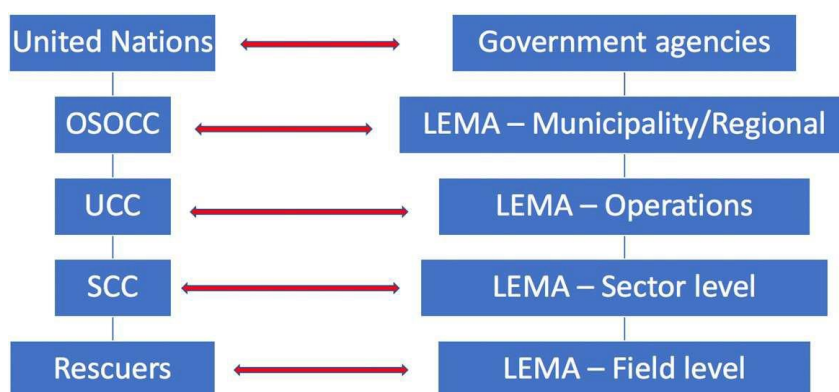 United Nations
Government agencies
OSOCC
LEMA – Municipality/Regional
UCC
LEMA – Operations
SCC
LEMA – Sector level
Rescuers
LEMA – Field level